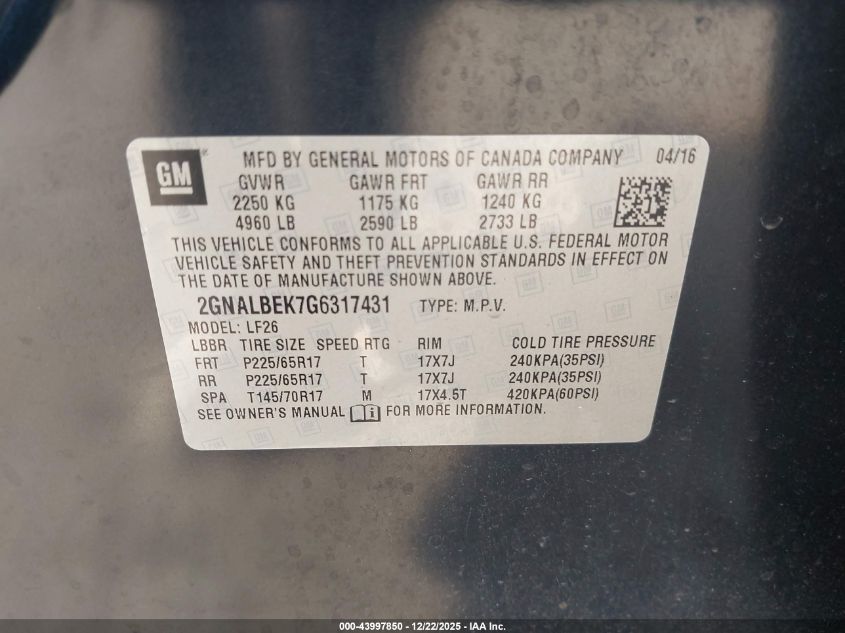 GM MFD BY GENERAL MOTORS OF CANADA COMPANY 04/16
GVWR GAWR FRT GAWR RR
2250 KG 1175 KG 1240 KG
4960 LB 2590 LB 2733 LB
THIS VEHICLE CONFORMS TO ALL APPLICABLE U.S. FEDERAL MOTOR
VEHICLE SAFETY AND THEFT PREVENTION STANDARDS IN EFFECT ON
THE DATE OF MANUFACTURE SHOWN ABOVE.
2GNALBEK7G6317431 TYPE: M.P.V.
MODEL: LF26
LBBR TIRE SIZE SPEED RTG RIM COLD TIRE PRESSURE
FRT P225/65R17 T 17X7J 240KPA(35PSI)
RR P225/65R17 T 17X7J 240KPA(35PSI)
SPA T145/70R17 M 17X4.5T 420KPA(60PSI)
SEE OWNER'S MANUAL FOR MORE INFORMATION.
000-43997850 - 12/22/2025 - IAA Inc.